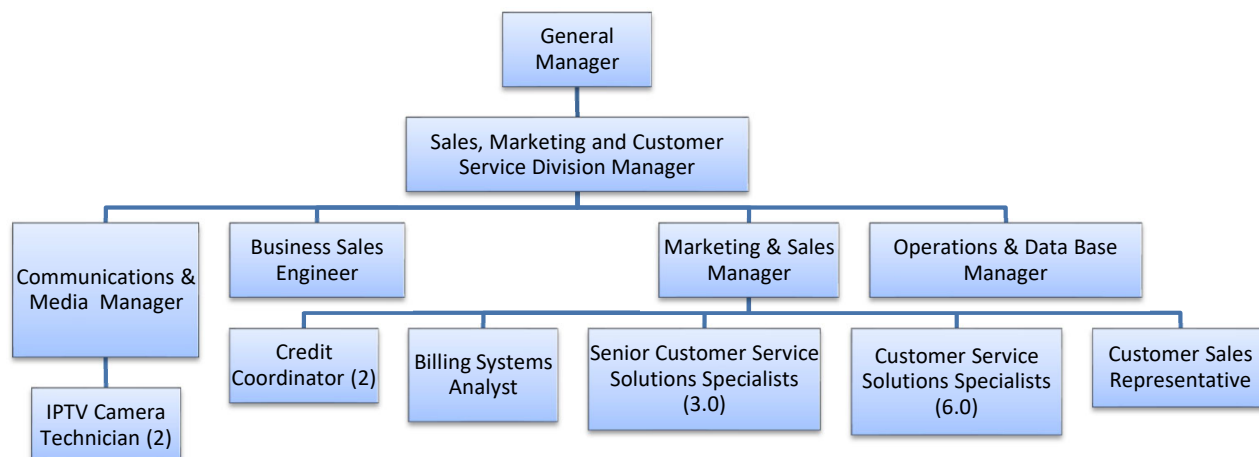 General
Manager
Sales, Marketing and Customer
Service Division Manager
Communications &
Media Manager
Business Sales
Engineer
Marketing & Sales
Manager
Operations & Data Base
Manager
Credit
Coordinator (2)
Billing Systems
Analyst
Senior Customer Service
Solutions Specialists
(3.0)
Customer Service
Solutions Specialists
(6.0)
Customer Sales
Representative
IPTV Camera
Technician (2)